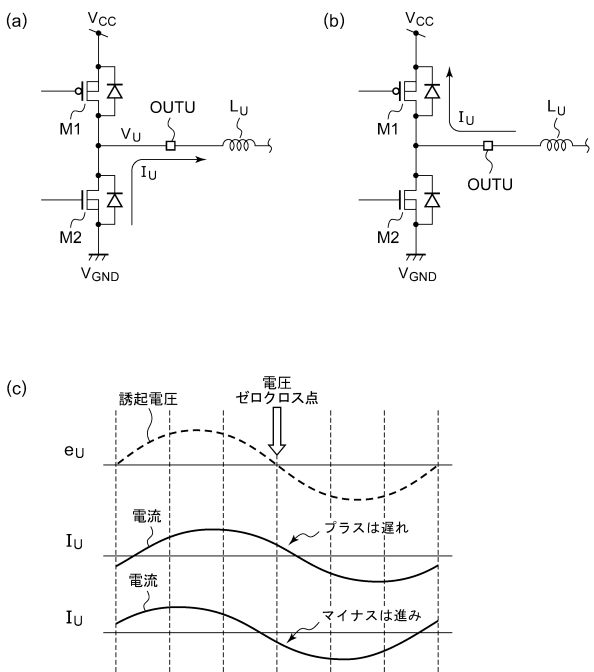 (a)
VCC
M1
OUTU
LU
VU
IU
M2
VGND
(b)
VCC
IU
M1
LU
OUTU
M2
VGND
(c)
電圧
ゼロクロス点
誘起電圧
eU
電流
プラスは遅れ
IU
電流
IU
マイナスは進み